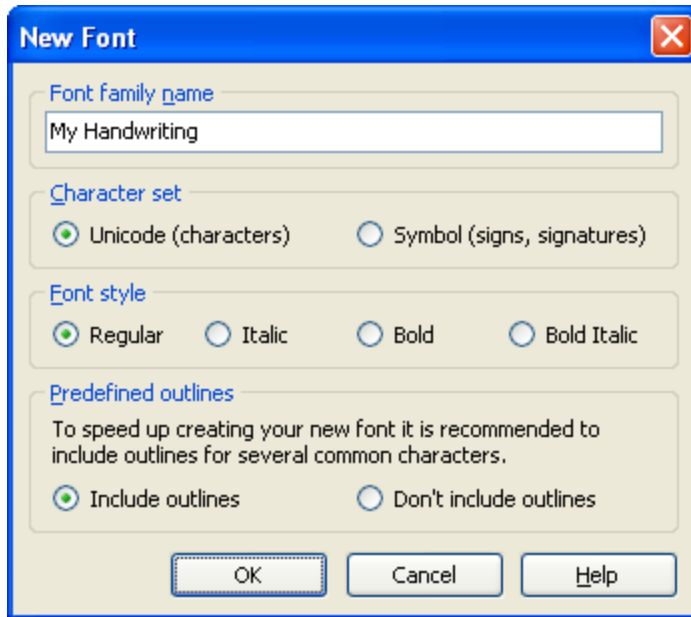 New Font
Font family name
My Handwriting
Character set
Unicode (characters) Symbol (signs, signatures)
Font style
Regular Italic Bold Bold Italic
Predefined outlines
To speed up creating your new font it is recommended to
include outlines for several common characters.
Include outlines Don't include outlines
OK Cancel Help